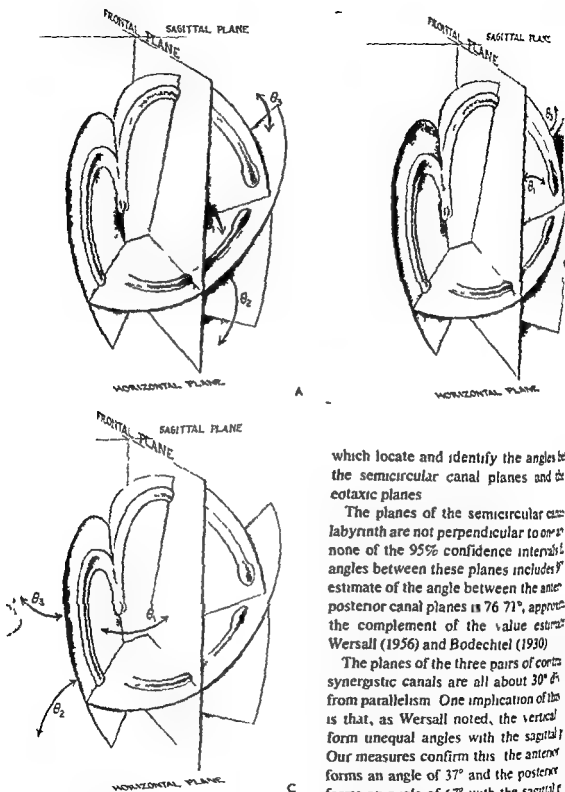 FRONTAL PLANE
SAGITTAL PLANE
θ3
θ2
HORIZONTAL PLANE
A
FRONTAL PLANE
SAGITTAL
θ3
θ1
HORIZONTAL PLANE
FRONTAL PLANE
SAGITTAL PLANE
θ3
θ1
θ2
HORIZONTAL PLANE
C
which locate and identify the angles
the semicircular canal planes and
eotaxic planes
The planes of the semicircular
labyrinth are not perpendicular to
none of the 95% confidence intervals
angles between these planes includes
estimate of the angle between the
posterior canal planes is 76 71°,
the complement of the value
Wersall (1956) and Bodechtel (1930)
The planes of the three pairs of
synergistic canals are all about 30°
from parallelism One implication of
is that, as Wersall noted, the vertical
form unequal angles with the sagittal
Our measures confirm this the anterior
forms an angle of 37° and the posterior
with the